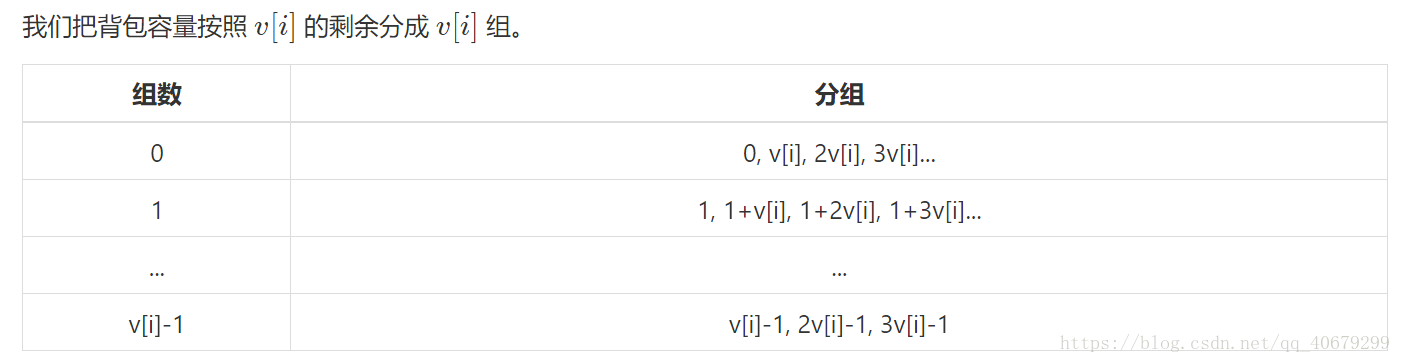 我们把背包容量按照 v[i] 的剩余分成 v[i] 组。
组数 分组
0 0, v[i], 2v[i], 3v[i]...
1 1, 1+v[i], 1+2v[i], 1+3v[i]...
... ...
v[i]-1 v[i]-1, 2v[i]-1, 3v[i]-1
https://blog.csdn.net/qq_40679299